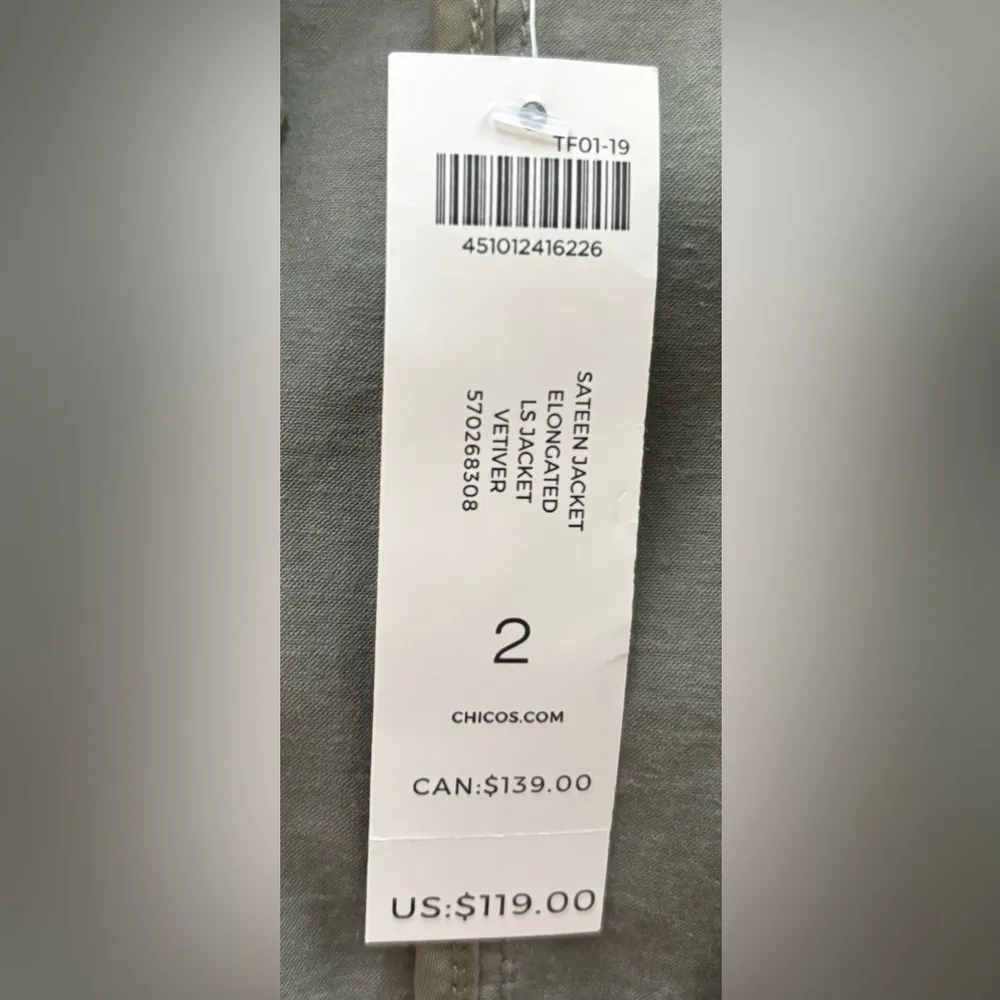 TF01-19
451012416226
SATEEN JACKET
ELONGATED
LS JACKET
VETIVER
570268308
2
CHICOS.COM
CAN:$139.00
US:$119.00